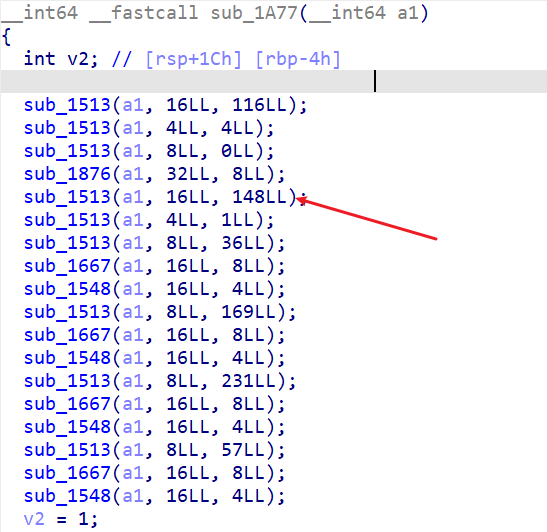 __int64 __fastcall sub_1A77(__int64 a1)
{
int v2; // [rsp+1Ch] [rbp-4h]
sub_1513(a1, 16LL, 116LL);
sub_1513(a1, 4LL, 4LL);
sub_1513(a1, 8LL, 0LL);
sub_1876(a1, 32LL, 8LL);
sub_1513(a1, 16LL, 148LL);
sub_1513(a1, 4LL, 1LL);
sub_1513(a1, 8LL, 36LL);
sub_1667(a1, 16LL, 8LL);
sub_1548(a1, 16LL, 4LL);
sub_1513(a1, 8LL, 169LL);
sub_1667(a1, 16LL, 8LL);
sub_1548(a1, 16LL, 4LL);
sub_1513(a1, 8LL, 231LL);
sub_1667(a1, 16LL, 8LL);
sub_1548(a1, 16LL, 4LL);
sub_1513(a1, 8LL, 57LL);
sub_1667(a1, 16LL, 8LL);
sub_1548(a1, 16LL, 4LL);
v2 = 1;